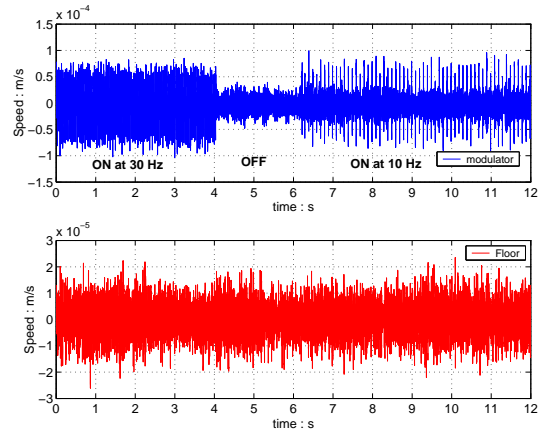 x 10⁻⁴
1.5
1
0.5
0
−0.5
−1
−1.5
Speed : m/s
ON at 30 Hz
OFF
ON at 10 Hz
modulator
0 1 2 3 4 5 6 7 8 9 10 11 12
time : s
x 10⁻⁵
3
2
1
0
−1
−2
−3
Speed : m/s
Floor
0 1 2 3 4 5 6 7 8 9 10 11 12
time : s